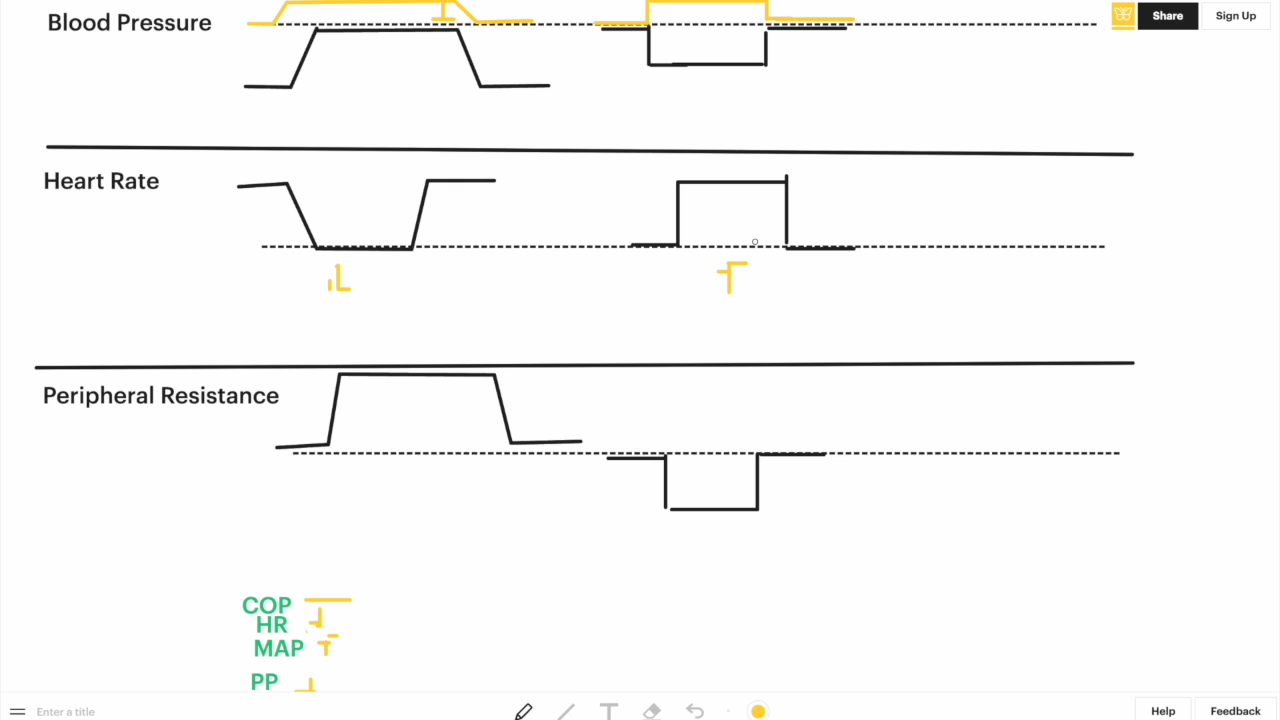 Blood Pressure
Share
Sign Up
Heart Rate
Peripheral Resistance
COP
HR
MAP
PP
Enter a title
T
Help
Feedback